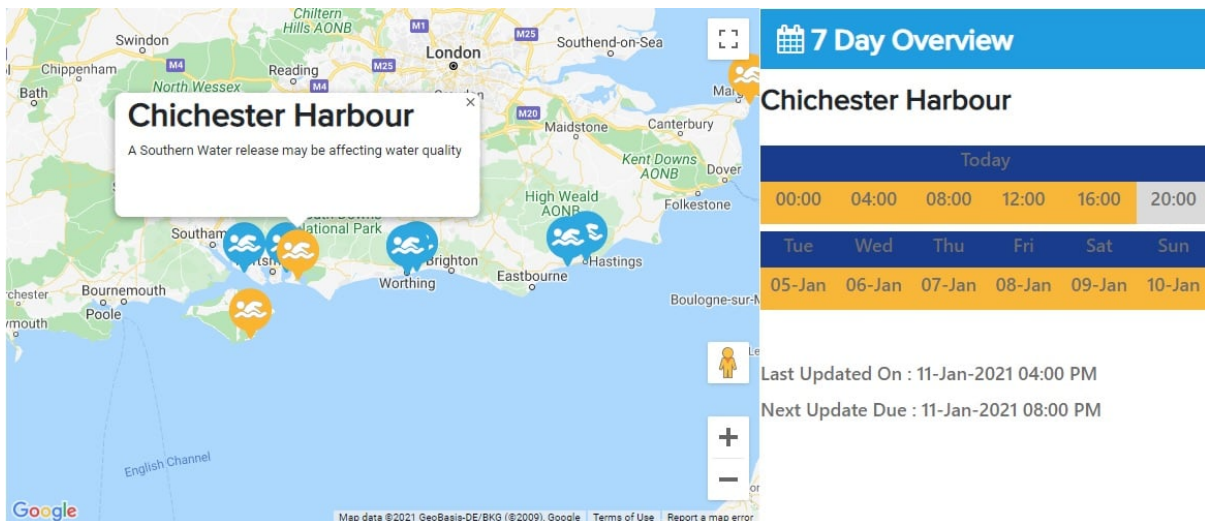 Chiltern
Hills AONB
M1
M25
Southend-on-Sea
Swindon
London
Chippenham
M4
Reading
M25
M4
Bath
North Wessex
Chichester Harbour
×
A Southern Water release may be affecting water quality
M20
Maidstone
Canterbury
Kent Downs
AONB
Dover
High Weald
AONB
Folkestone
National Park
Brighton
Hastings
Worthing
Eastbourne
Bournemouth
Poole
English Channel
Google
Map data ©2021 GeoBasis-DE/BKG (©2009), Google
Terms of Use
Report a map error
7 Day Overview
Chichester Harbour
Today
00:00 04:00 08:00 12:00 16:00 20:00
Tue Wed Thu Fri Sat Sun
05-Jan 06-Jan 07-Jan 08-Jan 09-Jan 10-Jan
Last Updated On : 11-Jan-2021 04:00 PM
Next Update Due : 11-Jan-2021 08:00 PM